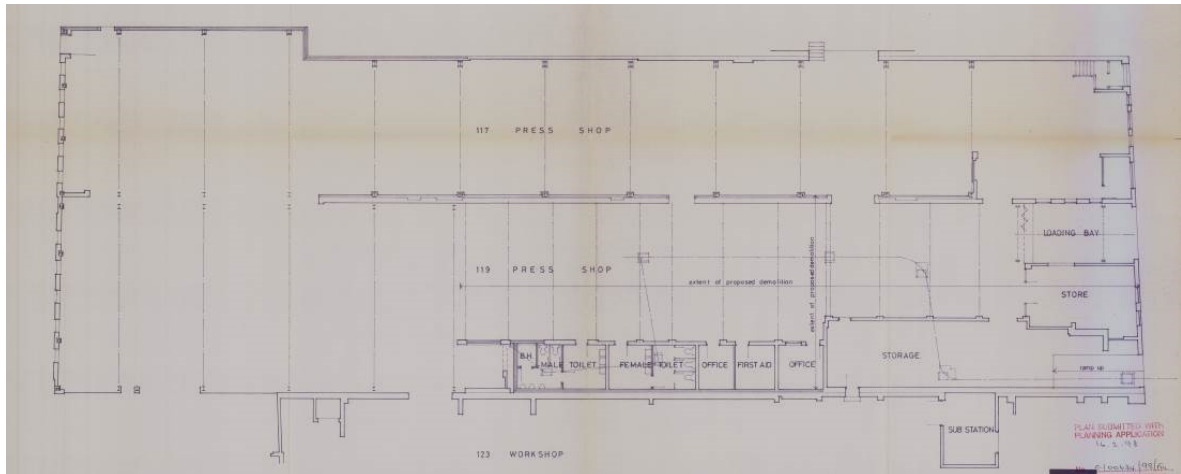 117 PRESS SHOP
LOADING BAY
119 PRESS SHOP
extent of proposed demolition
extent of proposed demolition
STORE
STORAGE
B.H.
MALE TOILET
FEMALE TOILET
OFFICE
FIRST AID
OFFICE
SUB STATION
123 WORKSHOP
PLAN SUBMITTED WITH
PLANNING APPLICATION